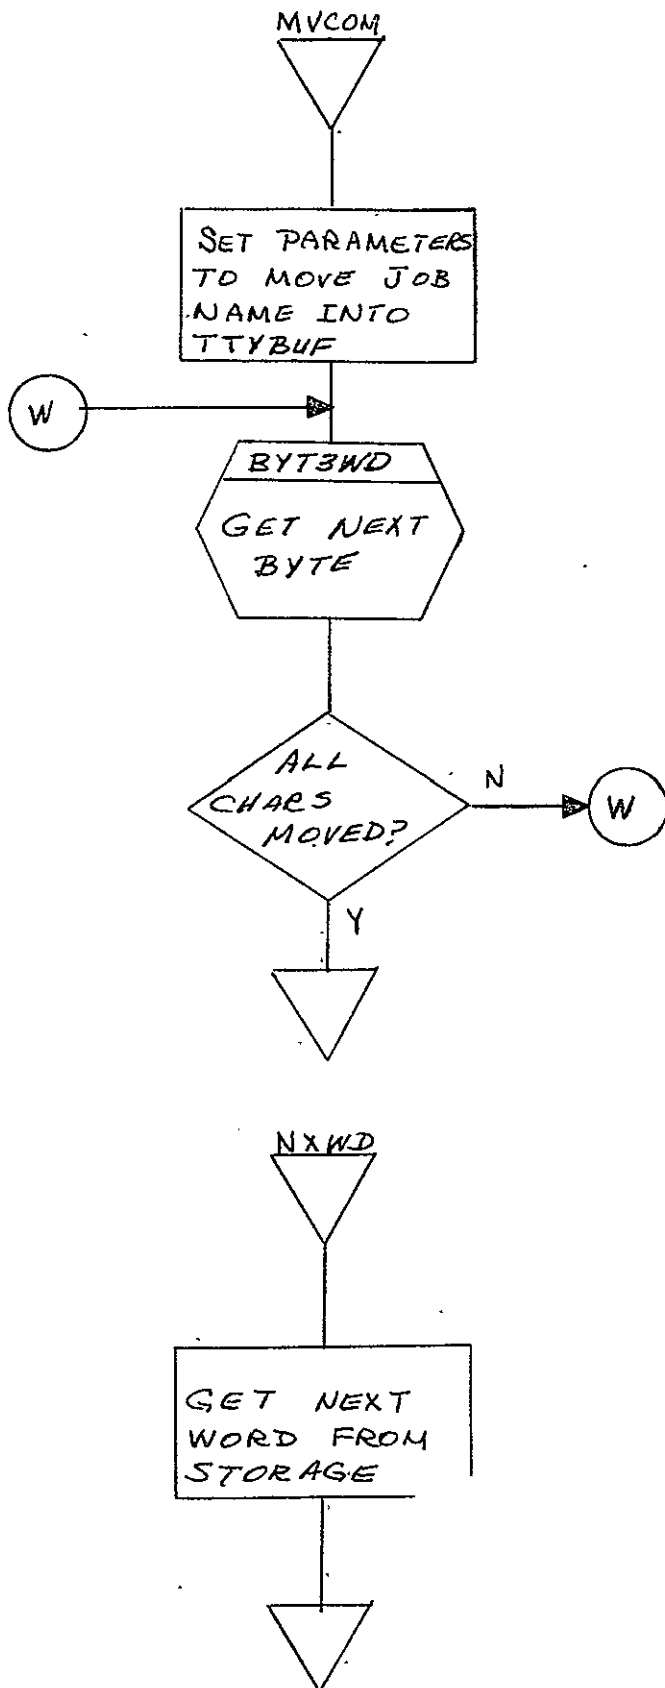 MVCOM
SET PARAMETERS
TO MOVE JOB
NAME INTO
TTYBUF
W
BYT3WD
GET NEXT
BYTE
ALL
CHARS
MOVED?
N
W
Y
NXWD
GET NEXT
WORD FROM
STORAGE